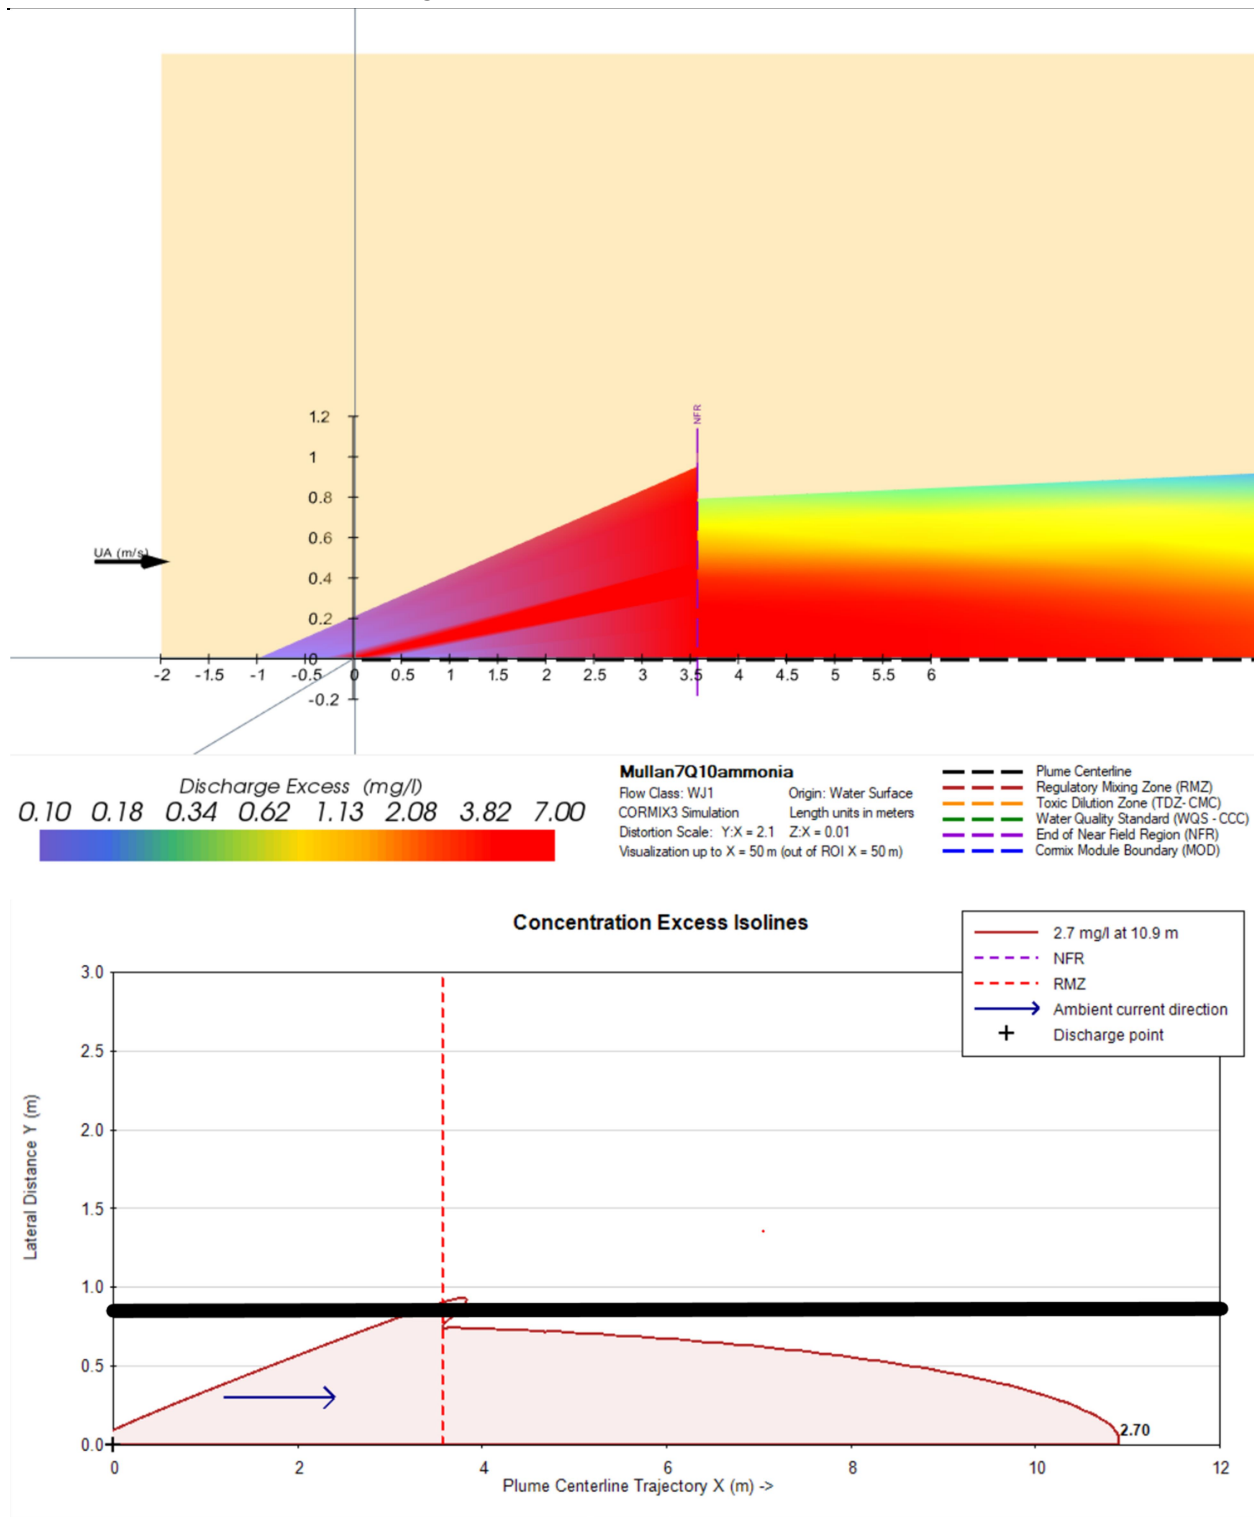 1.2
1
0.8
0.6
0.4
0.2
0
-0.2
NFR
UA (m/s)
-2 -1.5 -1 -0.5 0 0.5 1 1.5 2 2.5 3 3.5 4 4.5 5 5.5 6
Discharge Excess (mg/l)
0.10 0.18 0.34 0.62 1.13 2.08 3.82 7.00
Mullan7Q10ammonia
Flow Class: WJ1 Origin: Water Surface
CORMIX3 Simulation Length units in meters
Distortion Scale: Y:X = 2.1 Z:X = 0.01
Visualization up to X = 50 m (out of ROI X = 50 m)
Plume Centerline
Regulatory Mixing Zone (RMZ)
Toxic Dilution Zone (TDZ- CMC)
Water Quality Standard (WQS - CCC)
End of Near Field Region (NFR)
Cormix Module Boundary (MOD)
Concentration Excess Isolines
2.7 mg/l at 10.9 m
NFR
RMZ
Ambient current direction
Discharge point
Lateral Distance Y (m)
3.0
2.5
2.0
1.5
1.0
0.5
0.0
2.70
0 2 4 6 8 10 12
Plume Centerline Trajectory X (m) ->